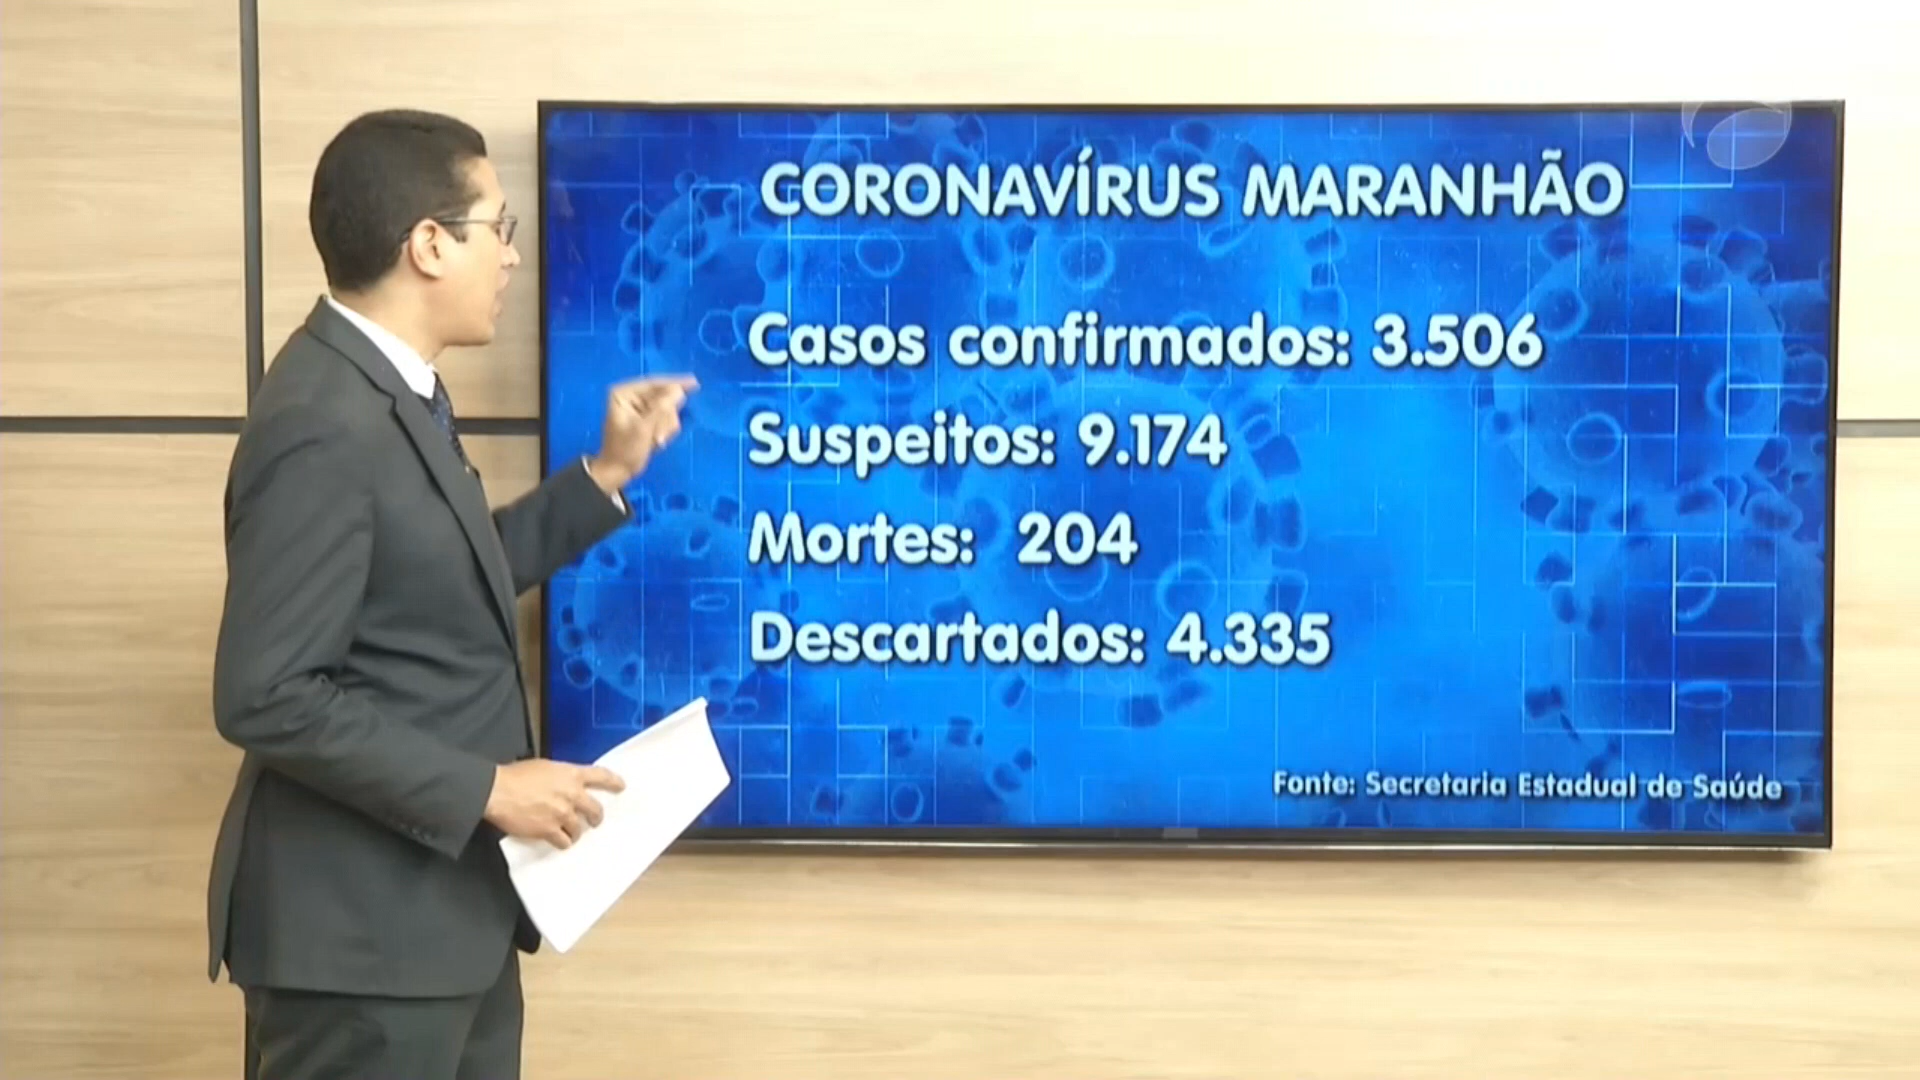 CORONAVÍRUS MARANHÃO
Casos confirmados: 3.506
Suspeitos: 9.174
Mortes: 204
Descartados: 4.335
Fonte: Secretaria Estadual de Saúde